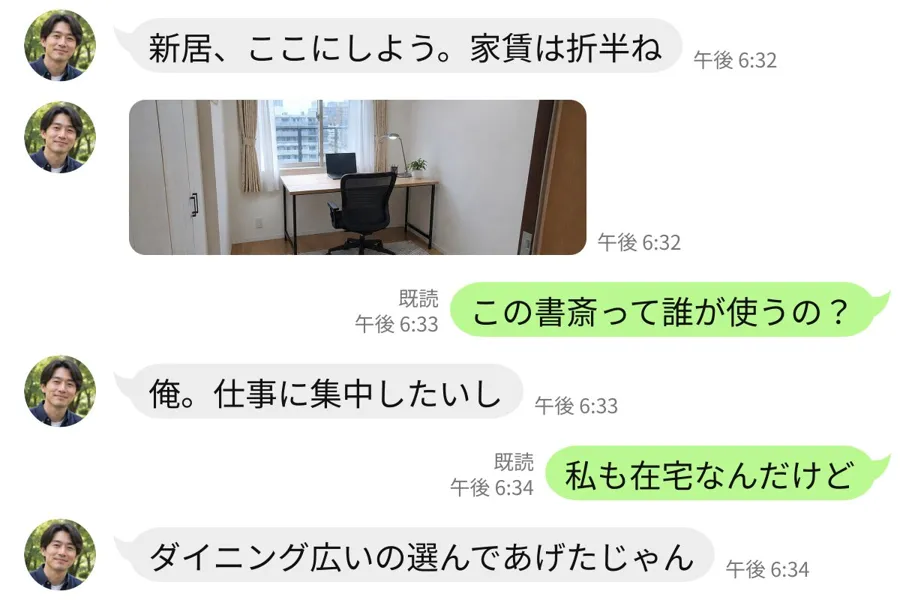 新居、ここにしよう。家賃は折半ね
午後 6:32
午後 6:32
既読
午後 6:33
この書斎って誰が使うの？
俺。仕事に集中したいし
午後 6:33
既読
午後 6:34
私も在宅なんだけど
ダイニング広いの選んであげたじゃん
午後 6:34